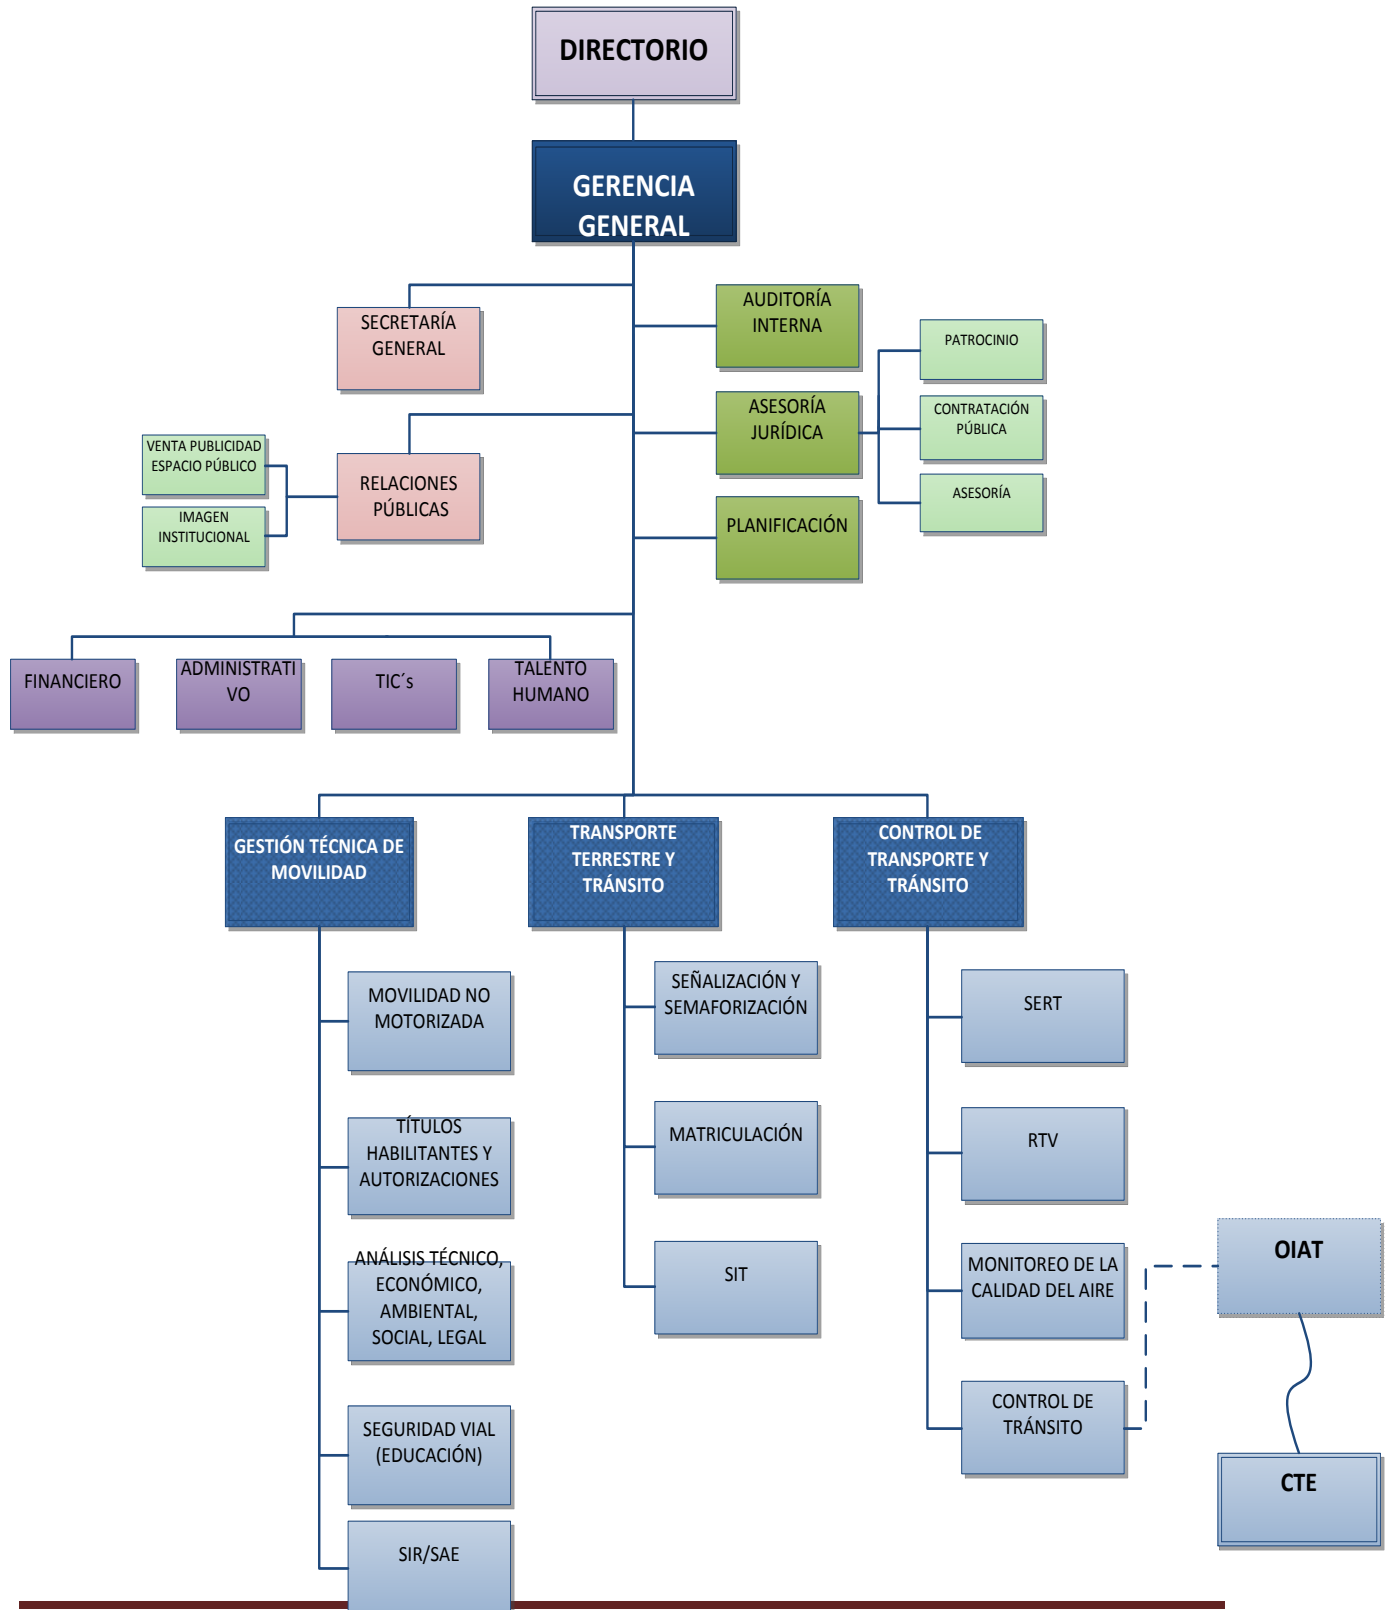 DIRECTORIO
GERENCIA
GENERAL
SECRETARÍA
GENERAL
AUDITORÍA
INTERNA
PATROCINIO
ASESORÍA
JURÍDICA
CONTRATACIÓN
PÚBLICA
VENTA PUBLICIDAD
ESPACIO PÚBLICO
RELACIONES
PÚBLICAS
ASESORÍA
IMAGEN
INSTITUCIONAL
PLANIFICACIÓN
FINANCIERO
ADMINISTRATI
VO
TIC´s
TALENTO
HUMANO
GESTIÓN TÉCNICA DE
MOVILIDAD
TRANSPORTE
TERRESTRE Y
TRÁNSITO
CONTROL DE
TRANSPORTE Y
TRÁNSITO
MOVILIDAD NO
MOTORIZADA
SEÑALIZACIÓN Y
SEMAFORIZACIÓN
SERT
TÍTULOS
HABILITANTES Y
AUTORIZACIONES
MATRICULACIÓN
RTV
ANÁLISIS TÉCNICO,
ECONÓMICO,
AMBIENTAL,
SOCIAL, LEGAL
SIT
MONITOREO DE LA
CALIDAD DEL AIRE
OIAT
SEGURIDAD VIAL
(EDUCACIÓN)
CONTROL DE
TRÁNSITO
CTE
SIR/SAE